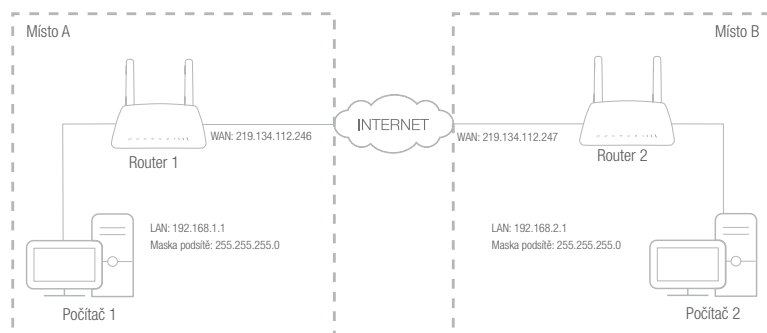 Místo A
Místo B
INTERNET
WAN: 219.134.112.246
WAN: 219.134.112.247
Router 1
Router 2
LAN: 192.168.1.1
Maska podsítě: 255.255.255.0
LAN: 192.168.2.1
Maska podsítě: 255.255.255.0
Počítač 1
Počítač 2